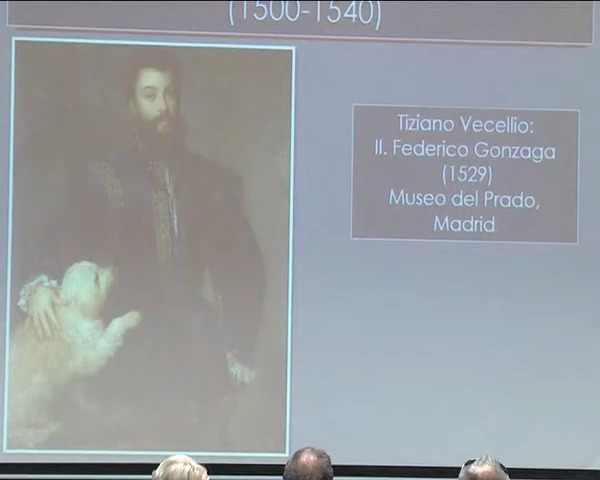 (1500-1540)
Tiziano Vecellio:
II. Federico Gonzaga
(1529)
Museo del Prado,
Madrid